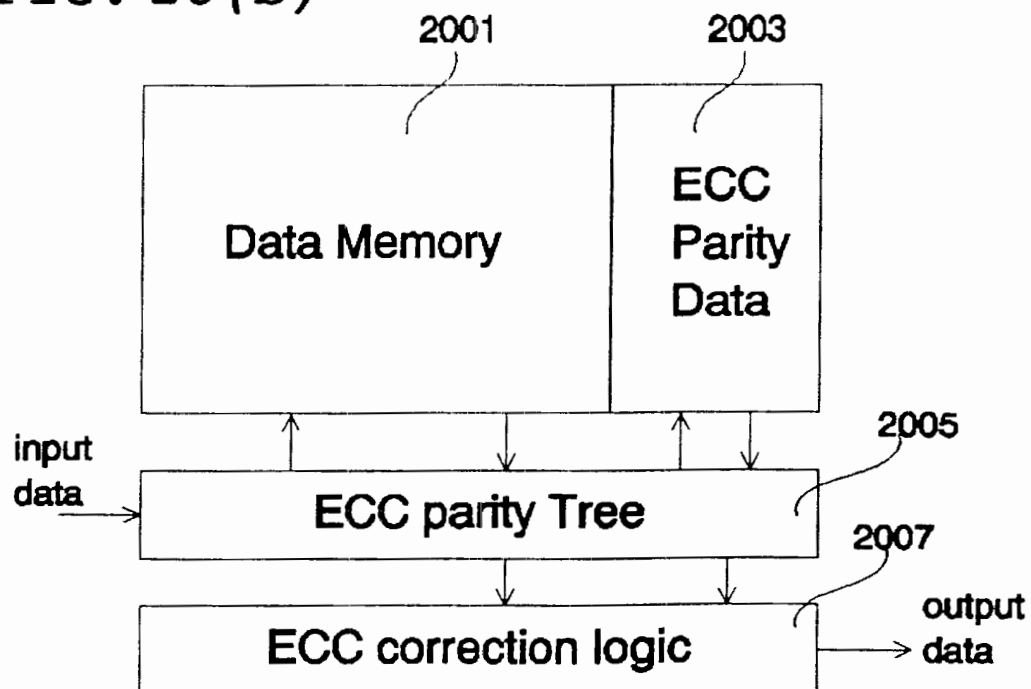 2001 2003
Data Memory
ECC
Parity
Data
input
data
2005
ECC parity Tree
2007
ECC correction logic
output
data